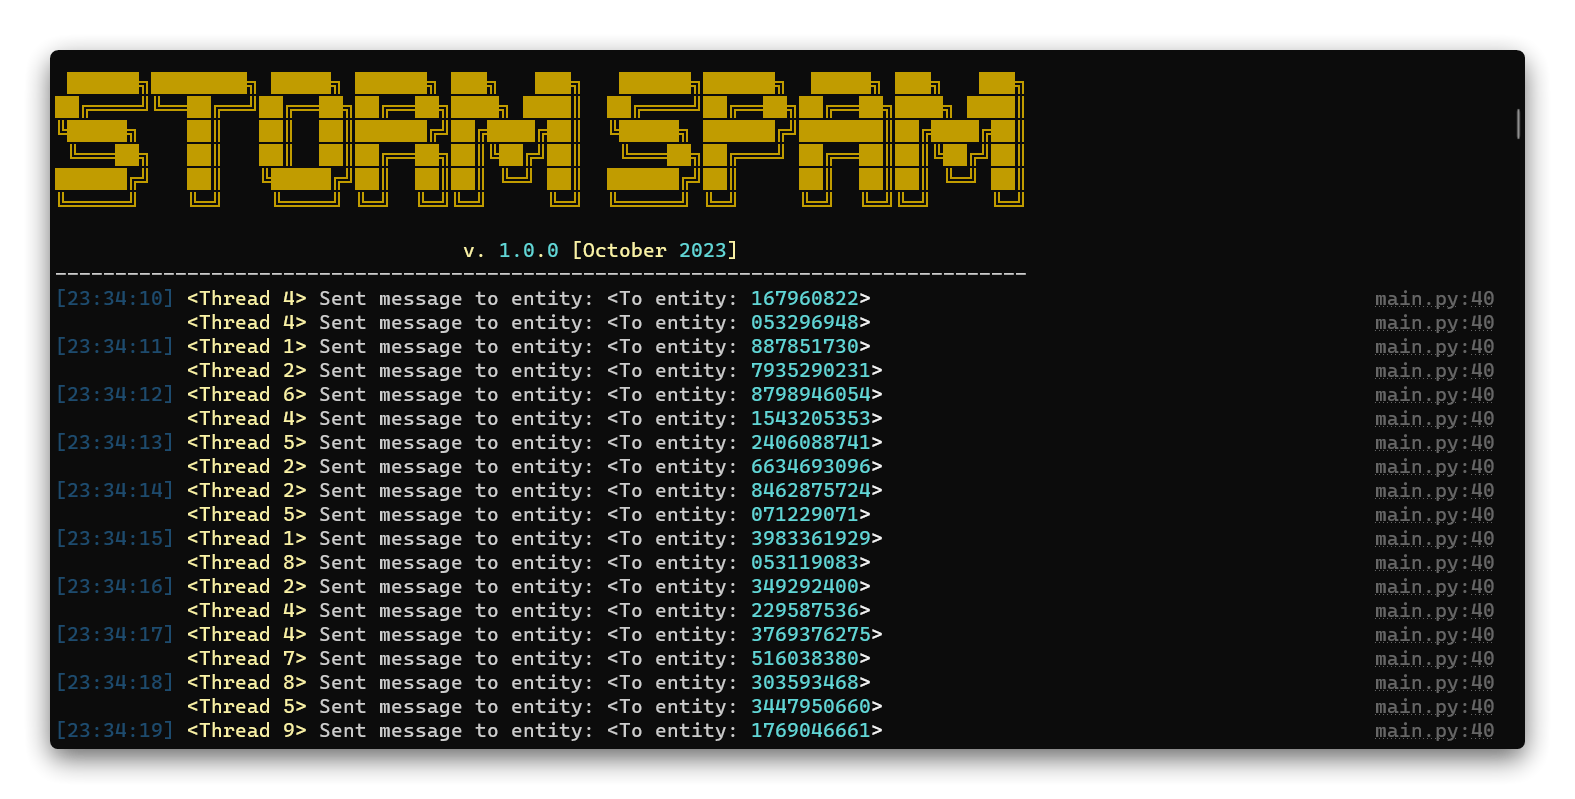 STORM SPAM
v. 1.0.0 [October 2023]
---------------------------------------------------------------------------------
[23:34:10] <Thread 4> Sent message to entity: <To entity: 167960822> main.py:40
<Thread 4> Sent message to entity: <To entity: 053296948> main.py:40
[23:34:11] <Thread 1> Sent message to entity: <To entity: 887851730> main.py:40
<Thread 2> Sent message to entity: <To entity: 7935290231> main.py:40
[23:34:12] <Thread 6> Sent message to entity: <To entity: 8798946054> main.py:40
<Thread 4> Sent message to entity: <To entity: 1543205353> main.py:40
[23:34:13] <Thread 5> Sent message to entity: <To entity: 2406088741> main.py:40
<Thread 2> Sent message to entity: <To entity: 6634693096> main.py:40
[23:34:14] <Thread 2> Sent message to entity: <To entity: 8462875724> main.py:40
<Thread 5> Sent message to entity: <To entity: 071229071> main.py:40
[23:34:15] <Thread 1> Sent message to entity: <To entity: 3983361929> main.py:40
<Thread 8> Sent message to entity: <To entity: 053119083> main.py:40
[23:34:16] <Thread 2> Sent message to entity: <To entity: 349292400> main.py:40
<Thread 4> Sent message to entity: <To entity: 229587536> main.py:40
[23:34:17] <Thread 4> Sent message to entity: <To entity: 3769376275> main.py:40
<Thread 7> Sent message to entity: <To entity: 516038380> main.py:40
[23:34:18] <Thread 8> Sent message to entity: <To entity: 303593468> main.py:40
<Thread 5> Sent message to entity: <To entity: 3447950660> main.py:40
[23:34:19] <Thread 9> Sent message to entity: <To entity: 1769046661> main.py:40